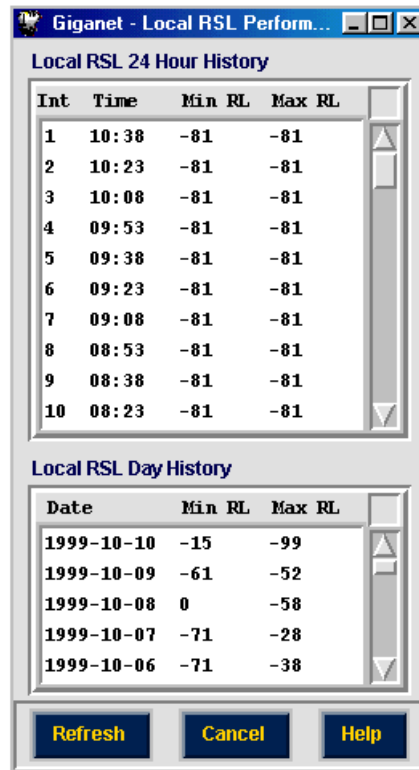 Giganet - Local RSL Perform...
Local RSL 24 Hour History
Int Time Min RL Max RL
1 10:38 -81 -81
2 10:23 -81 -81
3 10:08 -81 -81
4 09:53 -81 -81
5 09:38 -81 -81
6 09:23 -81 -81
7 09:08 -81 -81
8 08:53 -81 -81
9 08:38 -81 -81
10 08:23 -81 -81
Local RSL Day History
Date Min RL Max RL
1999-10-10 -15 -99
1999-10-09 -61 -52
1999-10-08 0 -58
1999-10-07 -71 -28
1999-10-06 -71 -38
Refresh Cancel Help